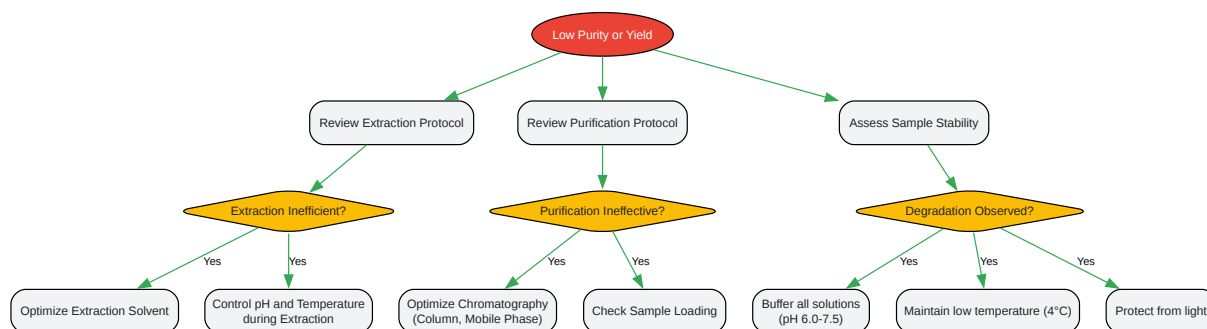 Low Purity or Yield
Review Extraction Protocol
Review Purification Protocol
Assess Sample Stability
Extraction Inefficient?
Purification Ineffective?
Degradation Observed?
Yes
Yes
Yes
Yes
Yes
Yes
Yes
Optimize Extraction Solvent
Control pH and Temperature
during Extraction
Optimize Chromatography
(Column, Mobile Phase)
Check Sample Loading
Buffer all solutions
(pH 6.0-7.5)
Maintain low temperature (4°C)
Protect from light